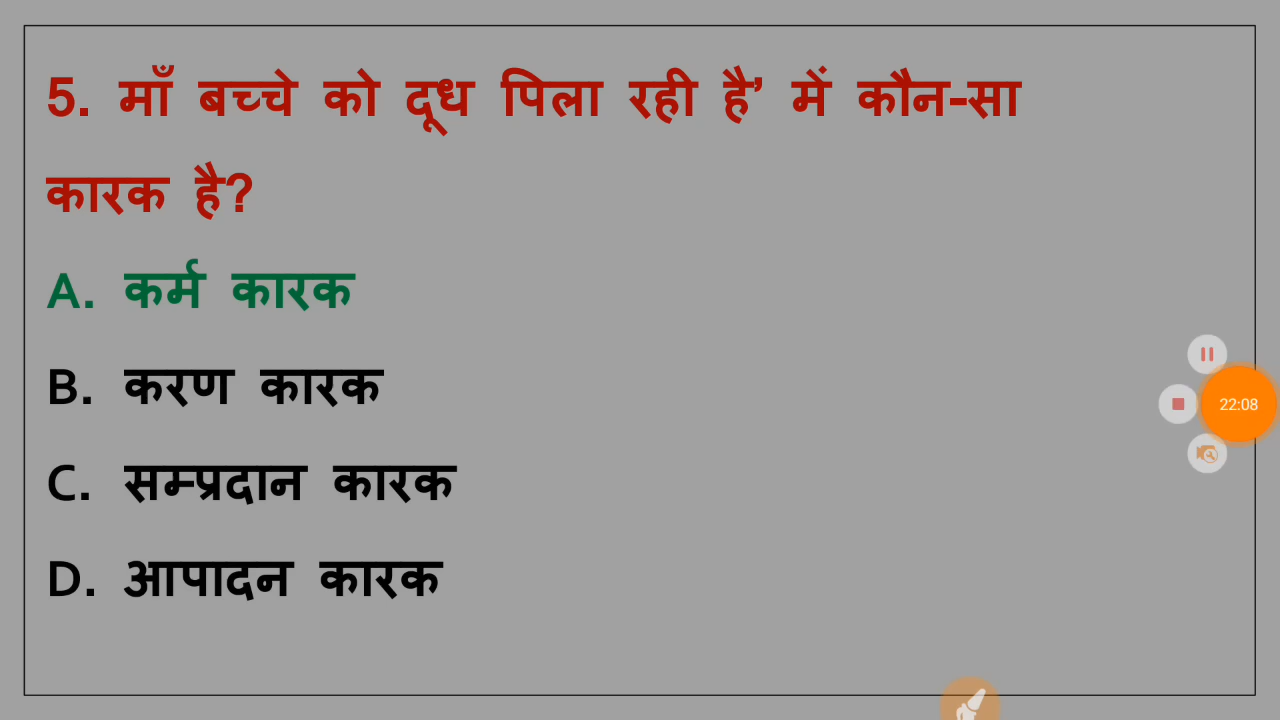 5. माँ बच्चे को दूध पिला रही है’ में कौन-सा
कारक है?
A. कर्म कारक
B. करण कारक
C. सम्प्रदान कारक
D. आपादन कारक
22:08